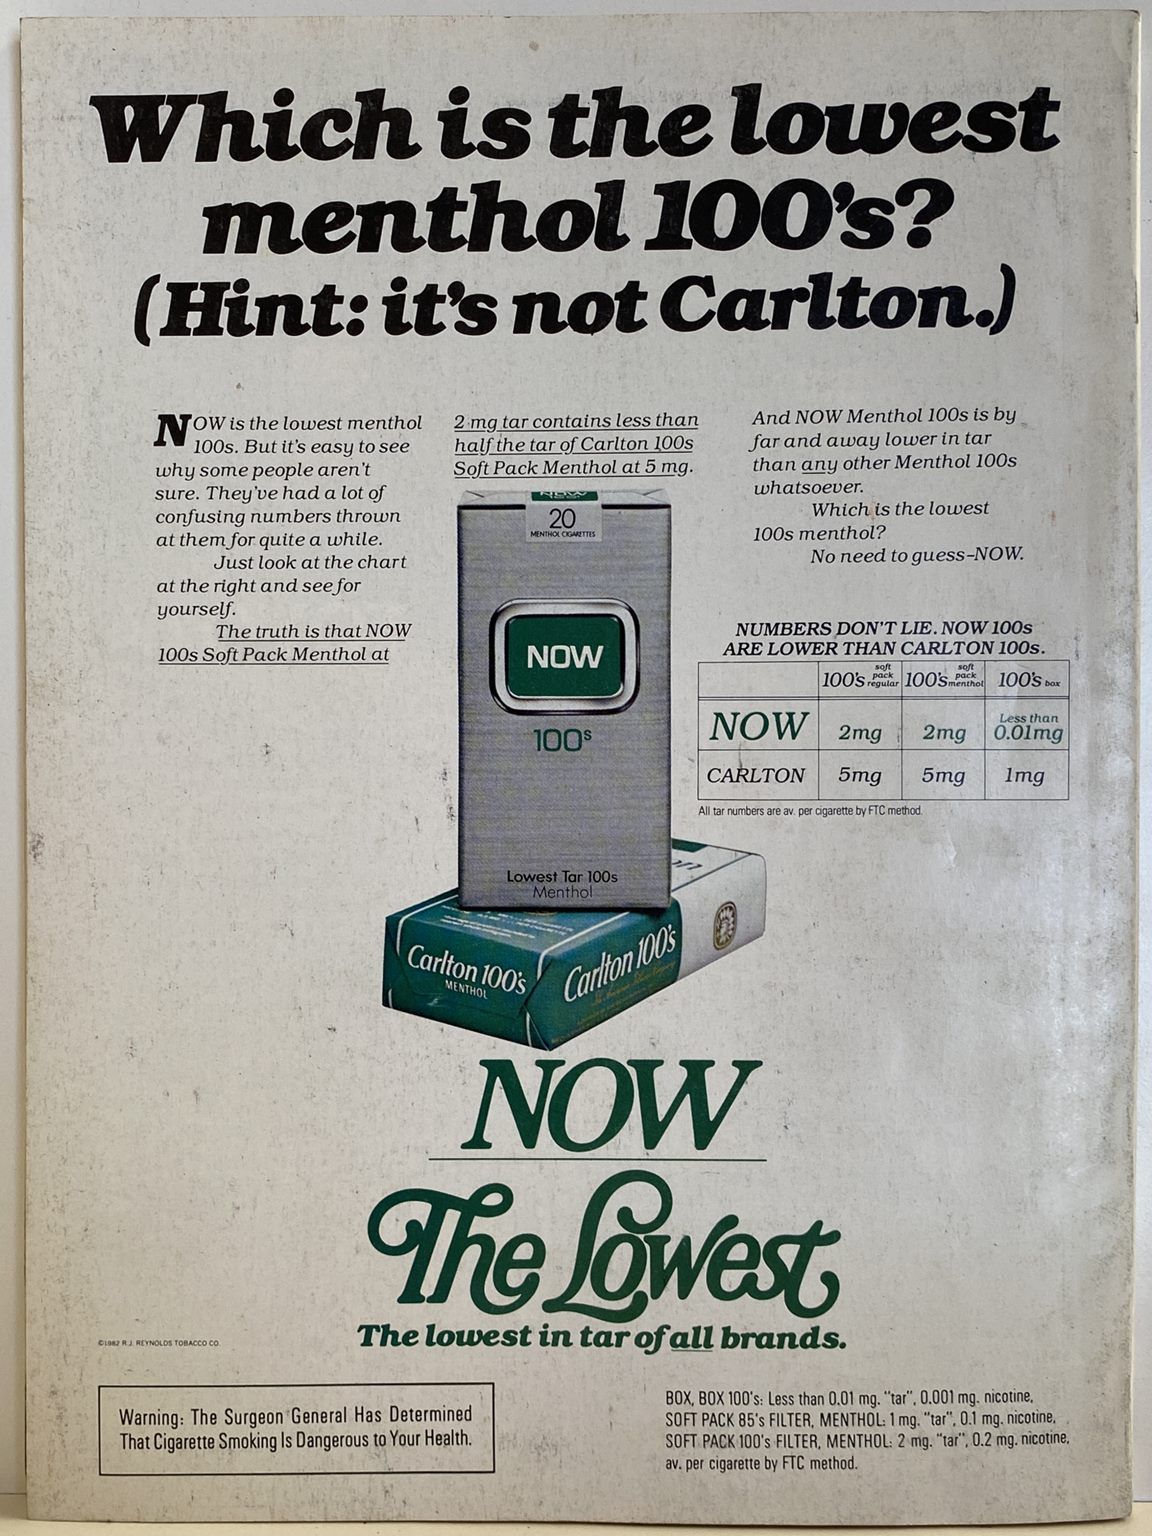 Which is the lowest
menthol 100's?
(Hint: it's not Carlton.)
NOW is the lowest menthol
100s. But it's easy to see
why some people aren't
sure. They've had a lot of
confusing numbers thrown
at them for quite a while.
Just look at the chart
at the right and see for
yourself.
The truth is that NOW
100s Soft Pack Menthol at
2 mg tar contains less than
half the tar of Carlton 100s
Soft Pack Menthol at 5 mg.
And NOW Menthol 100s is by
far and away lower in tar
than any other Menthol 100s
whatsoever.
Which is the lowest
100s menthol?
No need to guess-NOW.
NOW
20
MENTHOL CIGARETTES
NOW
100s
Lowest Tar 100s
Menthol
NUMBERS DON'T LIE. NOW 100s
ARE LOWER THAN CARLTON 100s.
100's soft pack regular 100's soft pack menthol 100's box
NOW 2mg 2mg Less than 0.01mg
CARLTON 5mg 5mg 1mg
All tar numbers are av. per cigarette by FTC method.
Carlton 100's
MENTHOL
Carlton 100's
NOW
The Lowest
The lowest in tar of all brands.
©1982 R.J. REYNOLDS TOBACCO CO.
Warning: The Surgeon General Has Determined
That Cigarette Smoking Is Dangerous to Your Health.
BOX, BOX 100's: Less than 0.01 mg. "tar", 0.001 mg. nicotine,
SOFT PACK 85's FILTER, MENTHOL: 1 mg. "tar", 0.1 mg. nicotine,
SOFT PACK 100's FILTER, MENTHOL: 2 mg. "tar", 0.2 mg. nicotine,
av. per cigarette by FTC method.